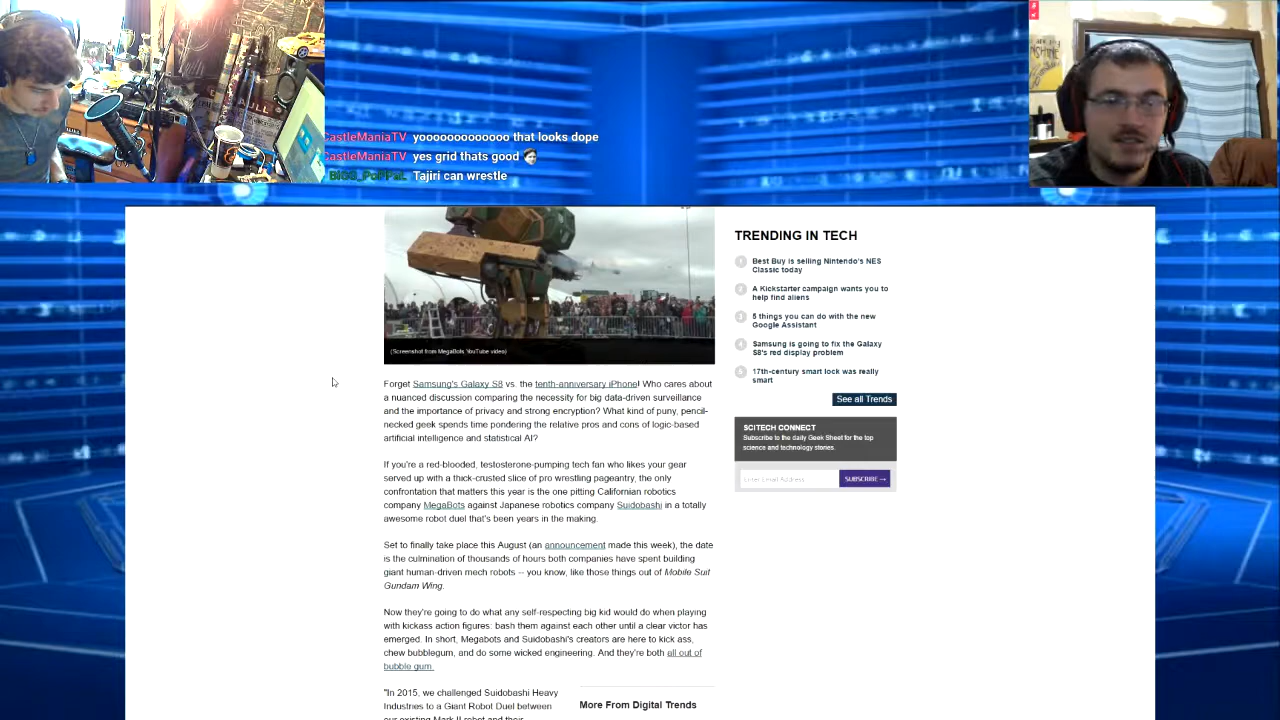 CastleManiaTV yoooooooooooo that looks dope
CastleManiaTV yes grid thats good
Tajiri can wrestle
(Screenshot from MegaBots YouTube video)
Forget Samsung's Galaxy S8 vs. the tenth-anniversary iPhone! Who cares about
a nuanced discussion comparing the necessity for big data-driven surveillance
and the importance of privacy and strong encryption? What kind of puny, pencil-
necked geek spends time pondering the relative pros and cons of logic-based
artificial intelligence and statistical AI?
If you're a red-blooded, testosterone-pumping tech fan who likes your gear
served up with a thick-crusted slice of pro wrestling pageantry, the only
confrontation that matters this year is the one pitting Californian robotics
company MegaBots against Japanese robotics company Suidobashi in a totally
awesome robot duel that's been years in the making.
Set to finally take place this August (an announcement made this week), the date
is the culmination of thousands of hours both companies have spent building
giant human-driven mech robots -- you know, like those things out of Mobile Suit
Gundam Wing.
Now they're going to do what any self-respecting big kid would do when playing
with kickass action figures: bash them against each other until a clear victor has
emerged. In short, Megabots and Suidobashi's creators are here to kick ass,
chew bubblegum, and do some wicked engineering. And they're both all out of
bubble gum.
"In 2015, we challenged Suidobashi Heavy
Industries to a Giant Robot Duel between
our existing Mark II robot and their
More From Digital Trends
TRENDING IN TECH
1 Best Buy is selling Nintendo's NES
Classic today
2 A Kickstarter campaign wants you to
help find aliens
3 5 things you can do with the new
Google Assistant
4 Samsung is going to fix the Galaxy
S8's red display problem
5 17th-century smart lock was really
smart
See all Trends
SCITECH CONNECT
Subscribe to the daily Geek Sheet for the top
science and technology stories.
Enter Email Address
SUBSCRIBE→